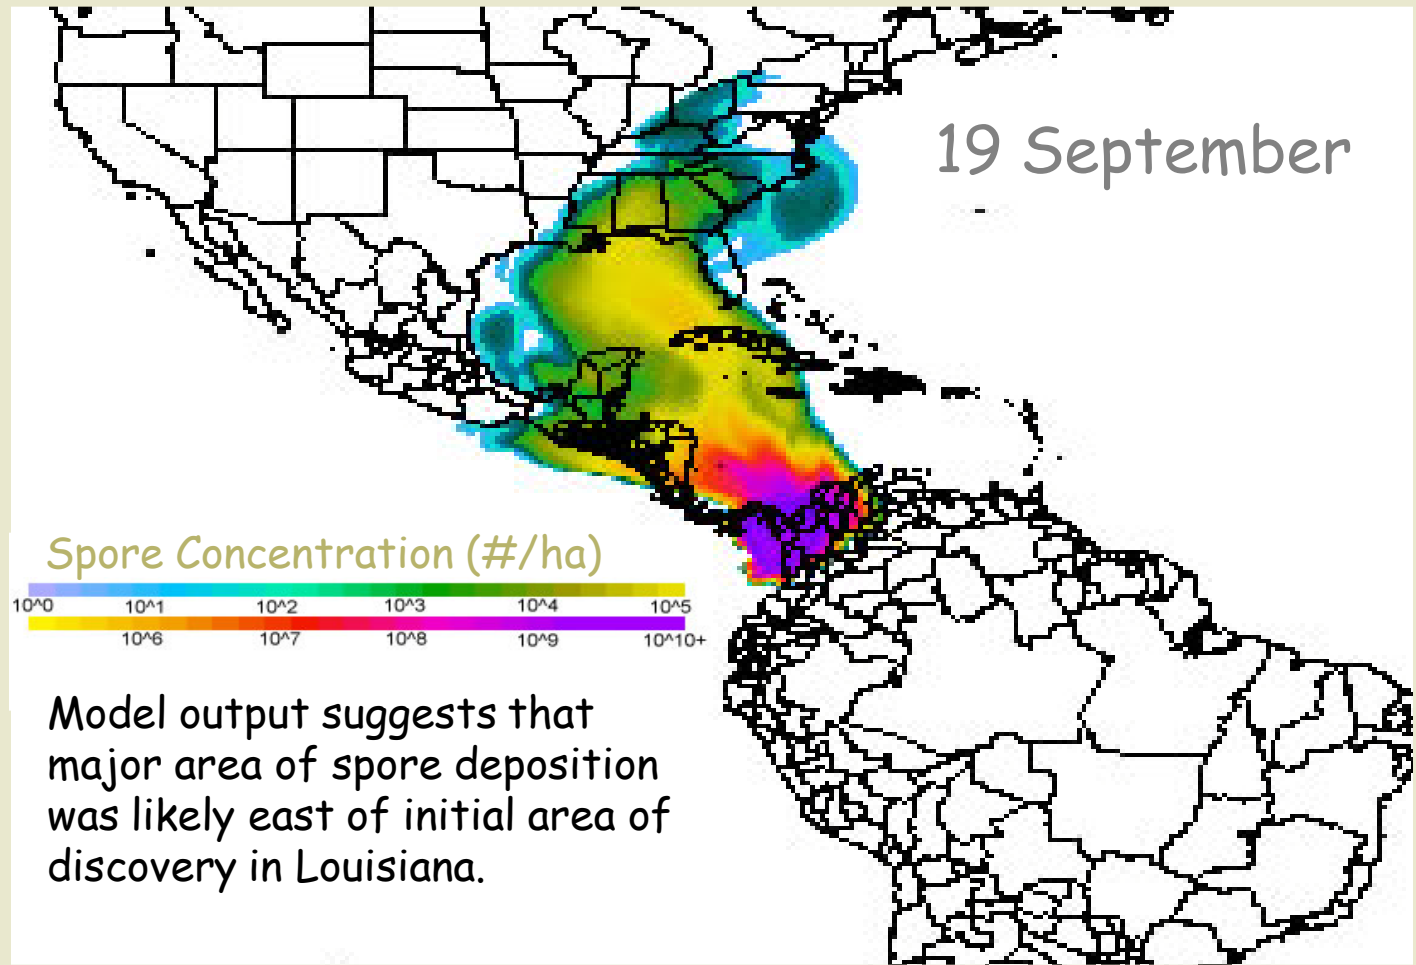 19 September
Spore Concentration (#/ha)
10^0 10^1 10^2 10^3 10^4 10^5
10^6 10^7 10^8 10^9 10^10+
Model output suggests that
major area of spore deposition
was likely east of initial area of
discovery in Louisiana.